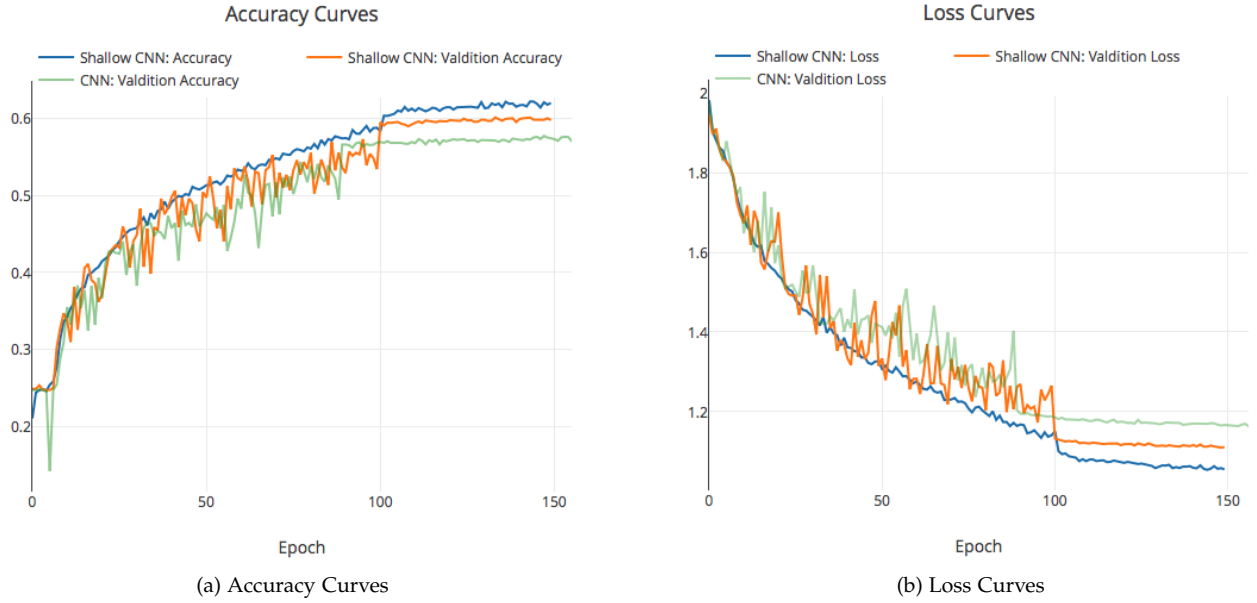 Accuracy Curves
Shallow CNN: Accuracy
Shallow CNN: Valdition Accuracy
CNN: Valdition Accuracy
0.6
0.5
0.4
0.3
0.2
0
50
100
150
Epoch
(a) Accuracy Curves
Loss Curves
Shallow CNN: Loss
Shallow CNN: Valdition Loss
CNN: Valdition Loss
2
1.8
1.6
1.4
1.2
0
50
100
150
Epoch
(b) Loss Curves